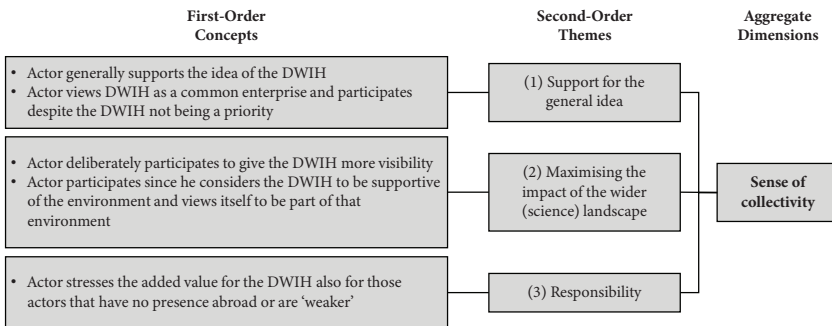 First-Order
Concepts
Second-Order
Themes
Aggregate
Dimensions
• Actor generally supports the idea of the DWIH
• Actor views DWIH as a common enterprise and participates
despite the DWIH not being a priority
(1) Support for the
general idea
• Actor deliberately participates to give the DWIH more visibility
• Actor participates since he considers the DWIH to be supportive
of the environment and views itself to be part of that
environment
(2) Maximising the
impact of the wider
(science) landscape
Sense of
collectivity
• Actor stresses the added value for the DWIH also for those
actors that have no presence abroad or are ‘weaker’
(3) Responsibility